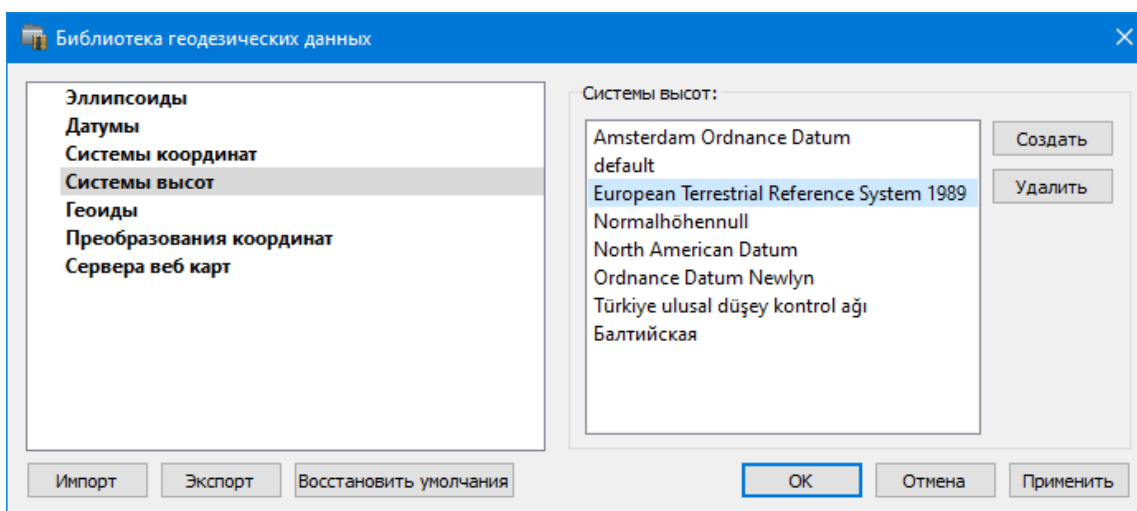 Библиотека геодезических данных
Эллипсоиды
Датумы
Системы координат
Системы высот
Геоиды
Преобразования координат
Сервера веб карт
Системы высот:
Amsterdam Ordnance Datum
default
European Terrestrial Reference System 1989
Normalhöhennull
North American Datum
Ordnance Datum Newlyn
Türkiye ulusal düşey kontrol ağı
Балтийская
Создать
Удалить
Импорт
Экспорт
Восстановить умолчания
OK
Отмена
Применить